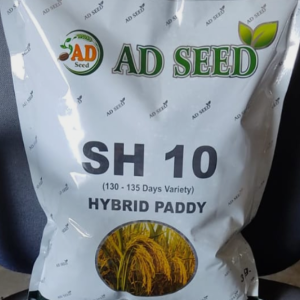 AD
Seed
AD SEED
SH 10
(130 - 135 Days Variety)
HYBRID PADDY